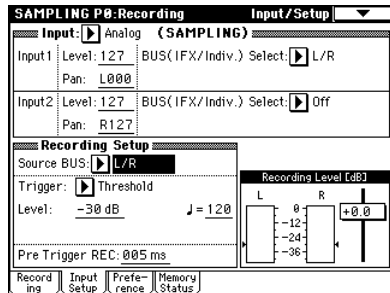 SAMPLING P0:Recording Input/Setup
Input: Analog (SAMPLING)
Input1 Level: 127 BUS(IFX/Indiv.) Select: L/R
Pan: L000
Input2 Level: 127 BUS(IFX/Indiv.) Select: Off
Pan: R127
Recording Setup
Source BUS: L/R
Trigger: Threshold
Level: -30 dB ♩= 120
Pre Trigger REC: 005 ms
Recording Level [dB]
L R
0
-12
-24
-36
+0.0
Record ing
Input Setup
Prefe- rence
Memory Status